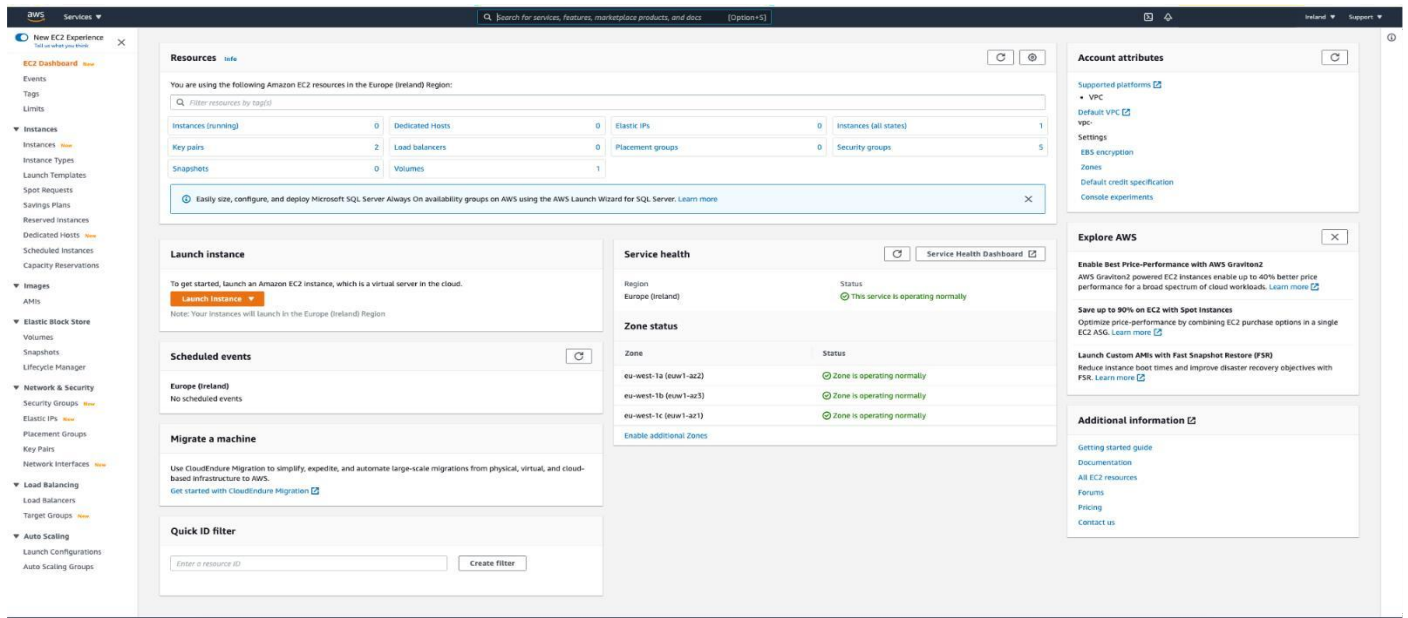 aws
Services ▼
Search for services, features, marketplace products, and docs [Option+S]
Ireland ▼
Support ▼
New EC2 Experience
Tell us what you think
EC2 Dashboard New
Events
Tags
Limits
▼ Instances
Instances New
Instance Types
Launch Templates
Spot Requests
Savings Plans
Reserved Instances
Dedicated Hosts New
Scheduled Instances
Capacity Reservations
▼ Images
AMIs
▼ Elastic Block Store
Volumes
Snapshots
Lifecycle Manager
▼ Network & Security
Security Groups New
Elastic IPs New
Placement Groups
Key Pairs
Network Interfaces New
▼ Load Balancing
Load Balancers
Target Groups New
▼ Auto Scaling
Launch Configurations
Auto Scaling Groups
Resources Info
You are using the following Amazon EC2 resources in the Europe (Ireland) Region:
Filter resources by tag(s)
Instances (running) 0
Dedicated Hosts 0
Elastic IPs 0
Instances (all states) 1
Key pairs 2
Load balancers 0
Placement groups 0
Security groups 5
Snapshots 0
Volumes 1
Easily size, configure, and deploy Microsoft SQL Server Always On availability groups on AWS using the AWS Launch Wizard for SQL Server. Learn more
Launch instance
To get started, launch an Amazon EC2 instance, which is a virtual server in the cloud.
Launch instance ▼
Note: Your instances will launch in the Europe (Ireland) Region
Scheduled events
Europe (Ireland)
No scheduled events
Migrate a machine
Use CloudEndure Migration to simplify, expedite, and automate large-scale migrations from physical, virtual, and cloud-
based infrastructure to AWS.
Get started with CloudEndure Migration
Quick ID filter
Enter a resource ID
Create filter
Service health
Service Health Dashboard
Region Status
Europe (Ireland) This service is operating normally
Zone status
Zone Status
eu-west-1a (euw1-az2) Zone is operating normally
eu-west-1b (euw1-az3) Zone is operating normally
eu-west-1c (euw1-az1) Zone is operating normally
Enable additional Zones
Account attributes
Supported platforms
• VPC
Default VPC
vpc-
Settings
EBS encryption
Zones
Default credit specification
Console experiments
Explore AWS
Enable Best Price-Performance with AWS Graviton2
AWS Graviton2 powered EC2 instances enable up to 40% better price
performance for a broad spectrum of cloud workloads. Learn more
Save up to 90% on EC2 with Spot Instances
Optimize price-performance by combining EC2 purchase options in a single
EC2 ASG. Learn more
Launch Custom AMIs with Fast Snapshot Restore (FSR)
Reduce instance boot times and improve disaster recovery objectives with
FSR. Learn more
Additional information
Getting started guide
Documentation
All EC2 resources
Forums
Pricing
Contact us